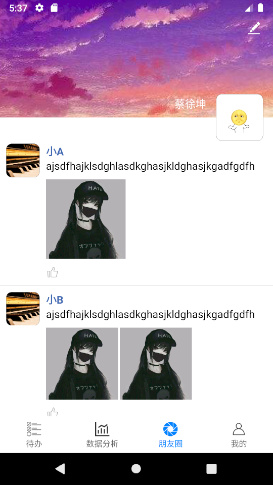 5:37
蔡徐坤
小A
ajsdfhajklsdghlasdkghasjkldghasjkgadfgdfh
小B
ajsdfhajklsdghlasdkghasjkldghasjkgadfgdfh
待办
数据分析
朋友圈
我的